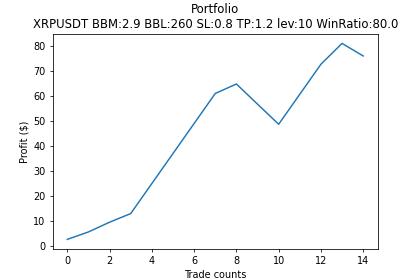 Portfolio
XRPUSDT BBM:2.9 BBL:260 SL:0.8 TP:1.2 lev:10 WinRatio:80.0
80
70
60
50
40
30
20
10
0
Profit ($)
0 2 4 6 8 10 12 14
Trade counts